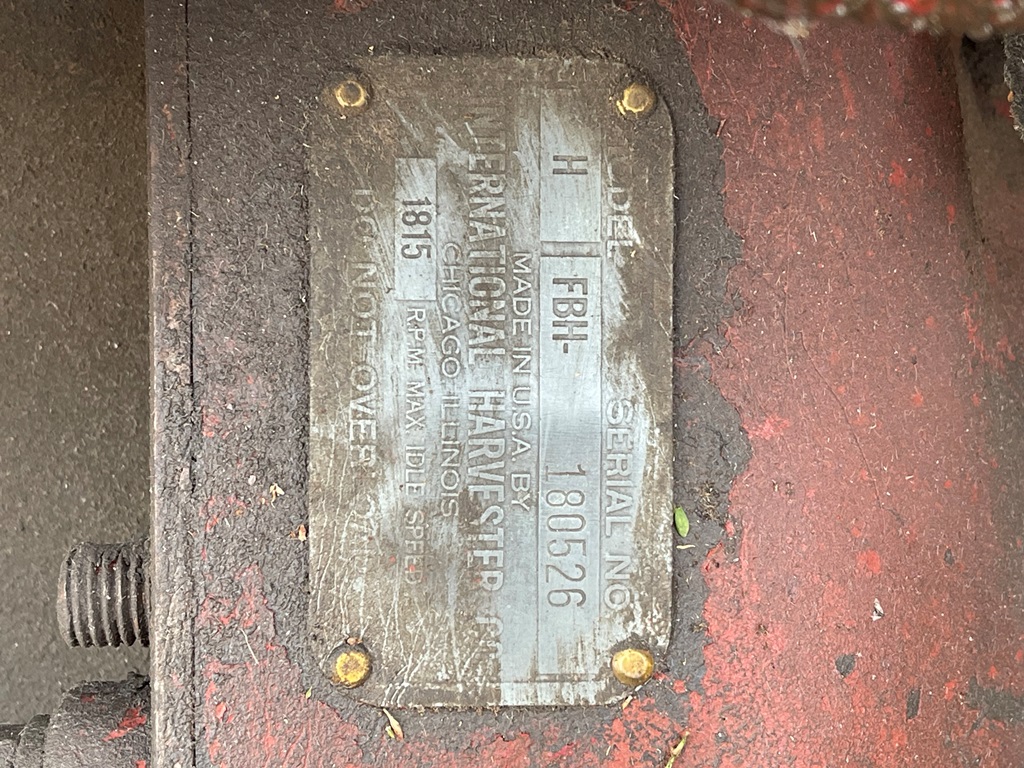 MODEL SERIAL NO
H FBH- 180526
MADE IN U.S.A. BY
INTERNATIONAL HARVESTER CO
CHICAGO ILLINOIS
1815 R.P.M. MAX. IDLE SPEED
DO NOT OVER